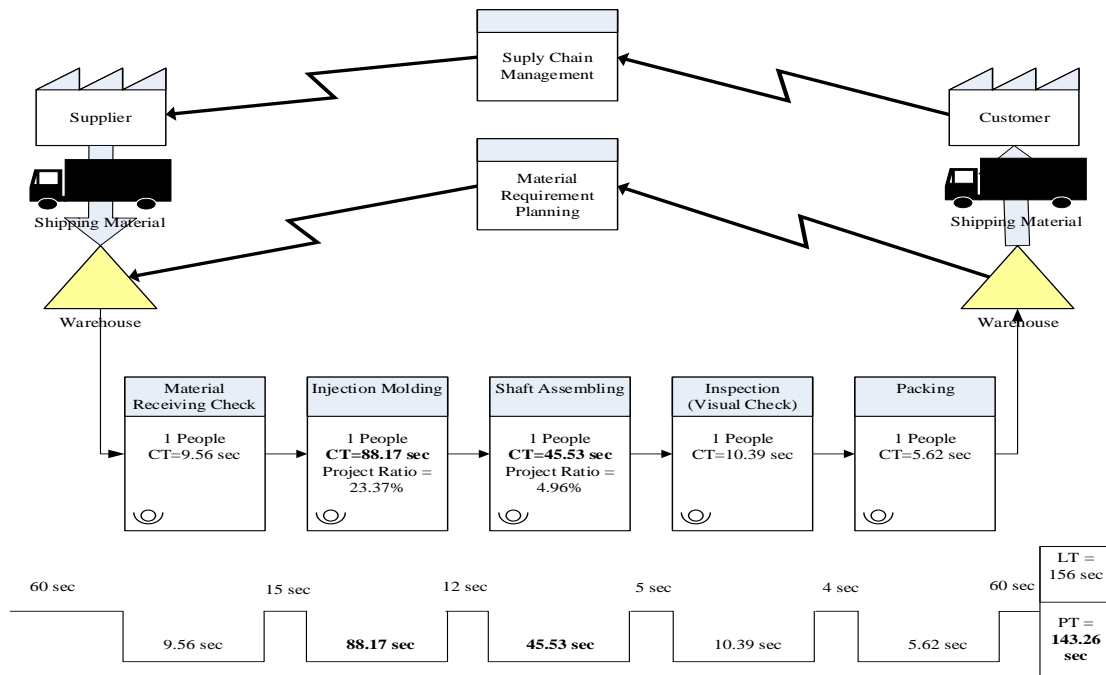 Suply Chain
Management
Supplier
Customer
Material
Requirement
Planning
Shipping Material
Shipping Material
Warehouse
Warehouse
Material
Receiving Check
1 People
CT=9.56 sec
Injection Molding
1 People
CT=88.17 sec
Project Ratio =
23.37%
Shaft Assembling
1 People
CT=45.53 sec
Project Ratio =
4.96%
Inspection
(Visual Check)
1 People
CT=10.39 sec
Packing
1 People
CT=5.62 sec
60 sec
15 sec
12 sec
5 sec
4 sec
60 sec
LT =
156 sec
9.56 sec
88.17 sec
45.53 sec
10.39 sec
5.62 sec
PT =
143.26
sec